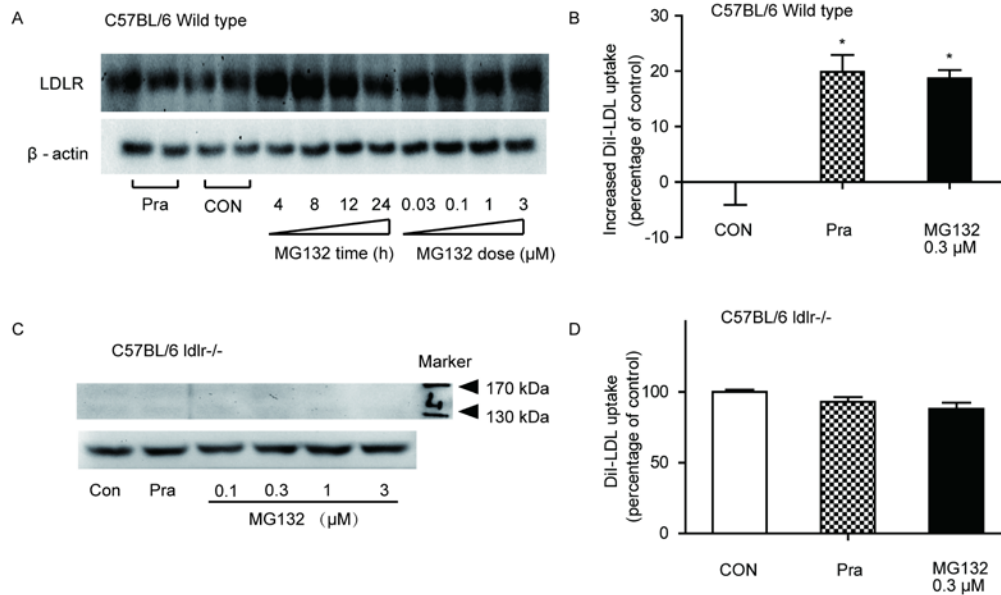 A
C57BL/6 Wild type
LDLR
β - actin
Pra CON 4 8 12 24 0.03 0.1 1 3
MG132 time (h) MG132 dose (μM)
B
C57BL/6 Wild type
Increased Dil-LDL uptake
(percentage of control)
30
20
10
0
-10
* *
CON Pra MG132
0.3 μM
C
C57BL/6 ldlr-/-
Marker
170 kDa
130 kDa
Con Pra 0.1 0.3 1 3
MG132 (μM)
D
C57BL/6 ldlr-/-
Dil-LDL uptake
(percentage of control)
100
50
0
CON Pra MG132
0.3 μM